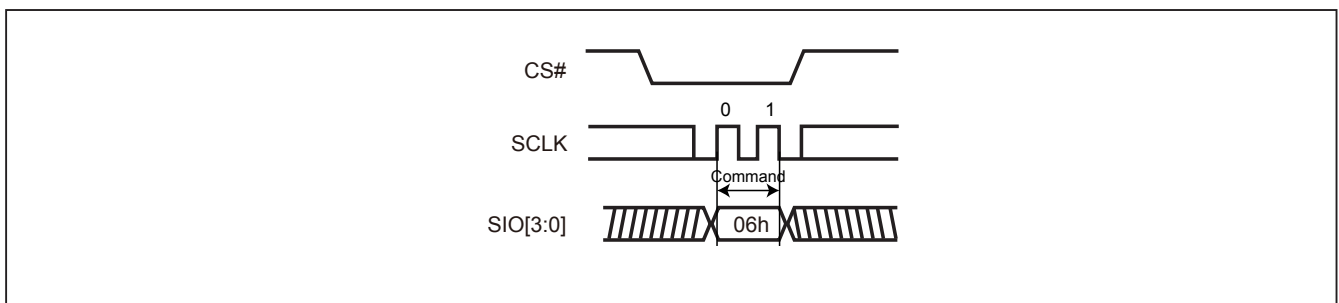 CS#
0 1
SCLK
Command
SIO[3:0]
06h